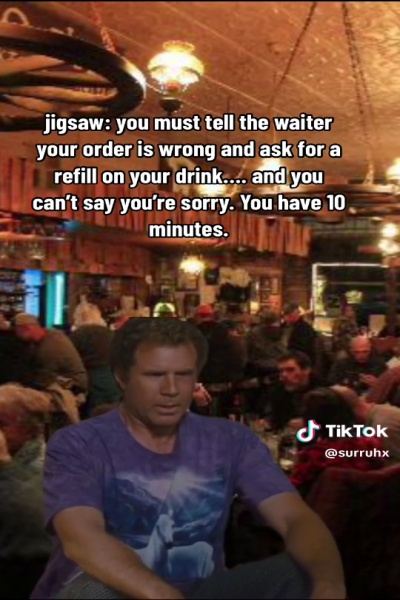 jigsaw: you must tell the waiter
your order is wrong and ask for a
refill on your drink.... and you
can't say you're sorry. You have 10
minutes.
TikTok
@surruhx